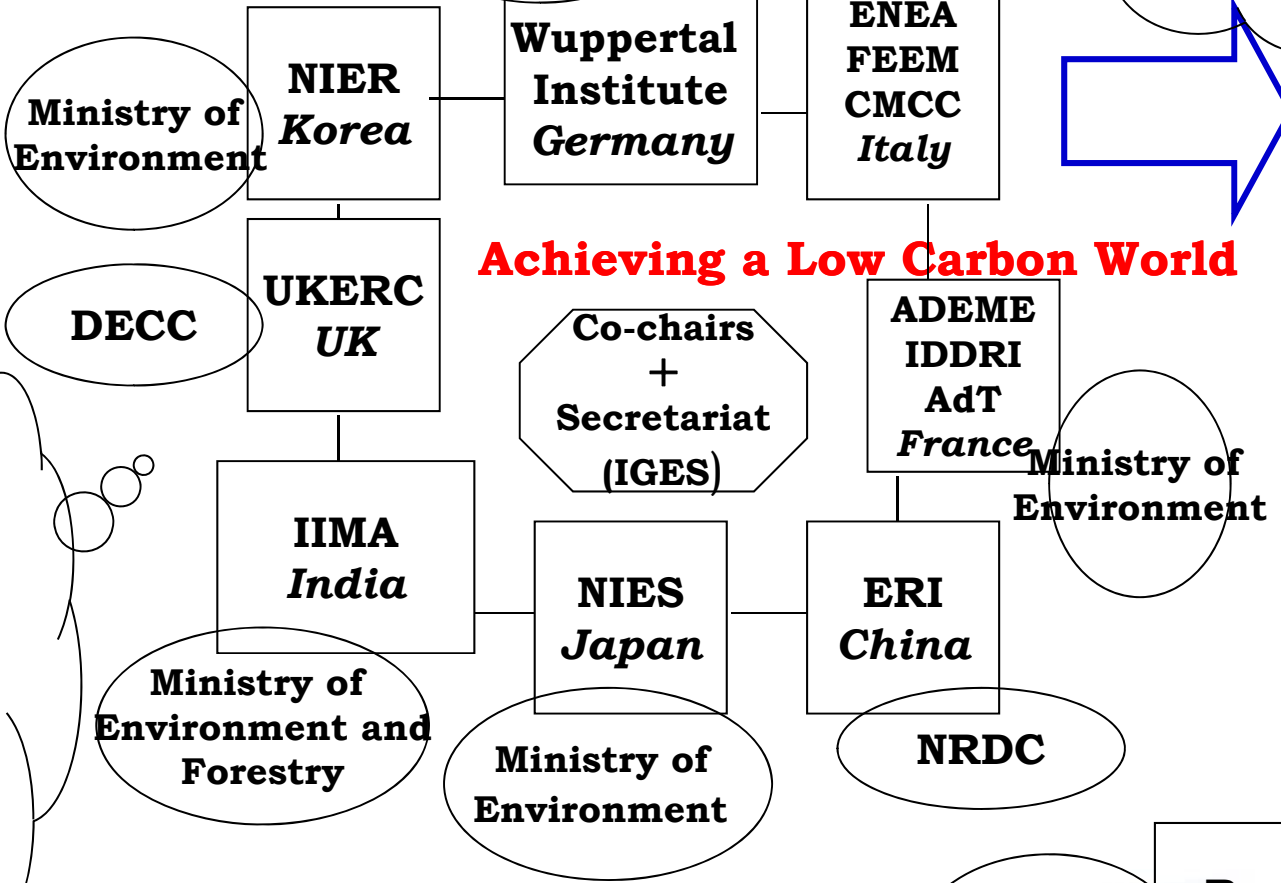 NIER
Korea
Ministry of
Environment
Wuppertal
Institute
Germany
ENEA
FEEM
CMCC
Italy
Achieving a Low Carbon World
UKERC
UK
DECC
Co-chairs
+
Secretariat
(IGES)
ADEME
IDDRI
AdT
France
Ministry of
Environment
IIMA
India
NIES
Japan
ERI
China
Ministry of
Environment and
Forestry
Ministry of
Environment
NRDC